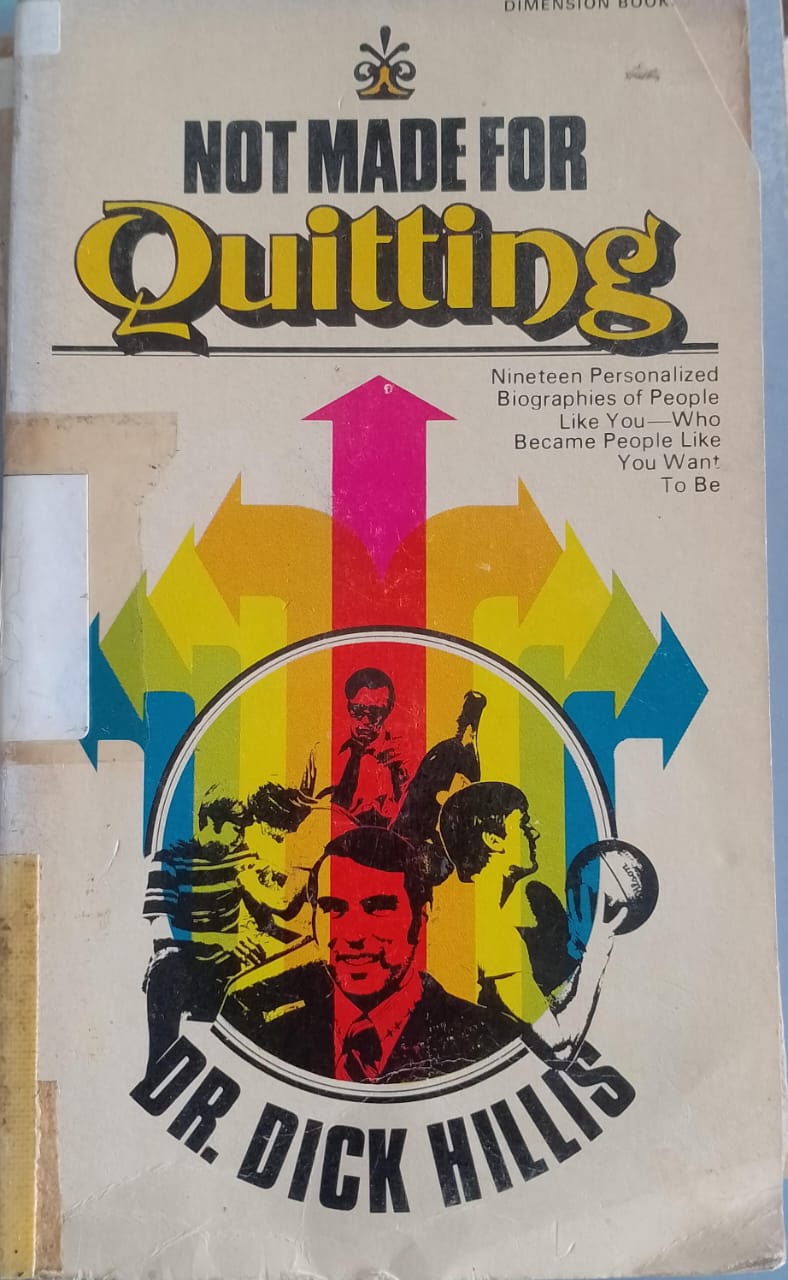 DIMENSION BOOK
NOT MADE FOR
Quitting
Nineteen Personalized
Biographies of People
Like You—Who
Became People Like
You Want
To Be
DR. DICK HILLIS